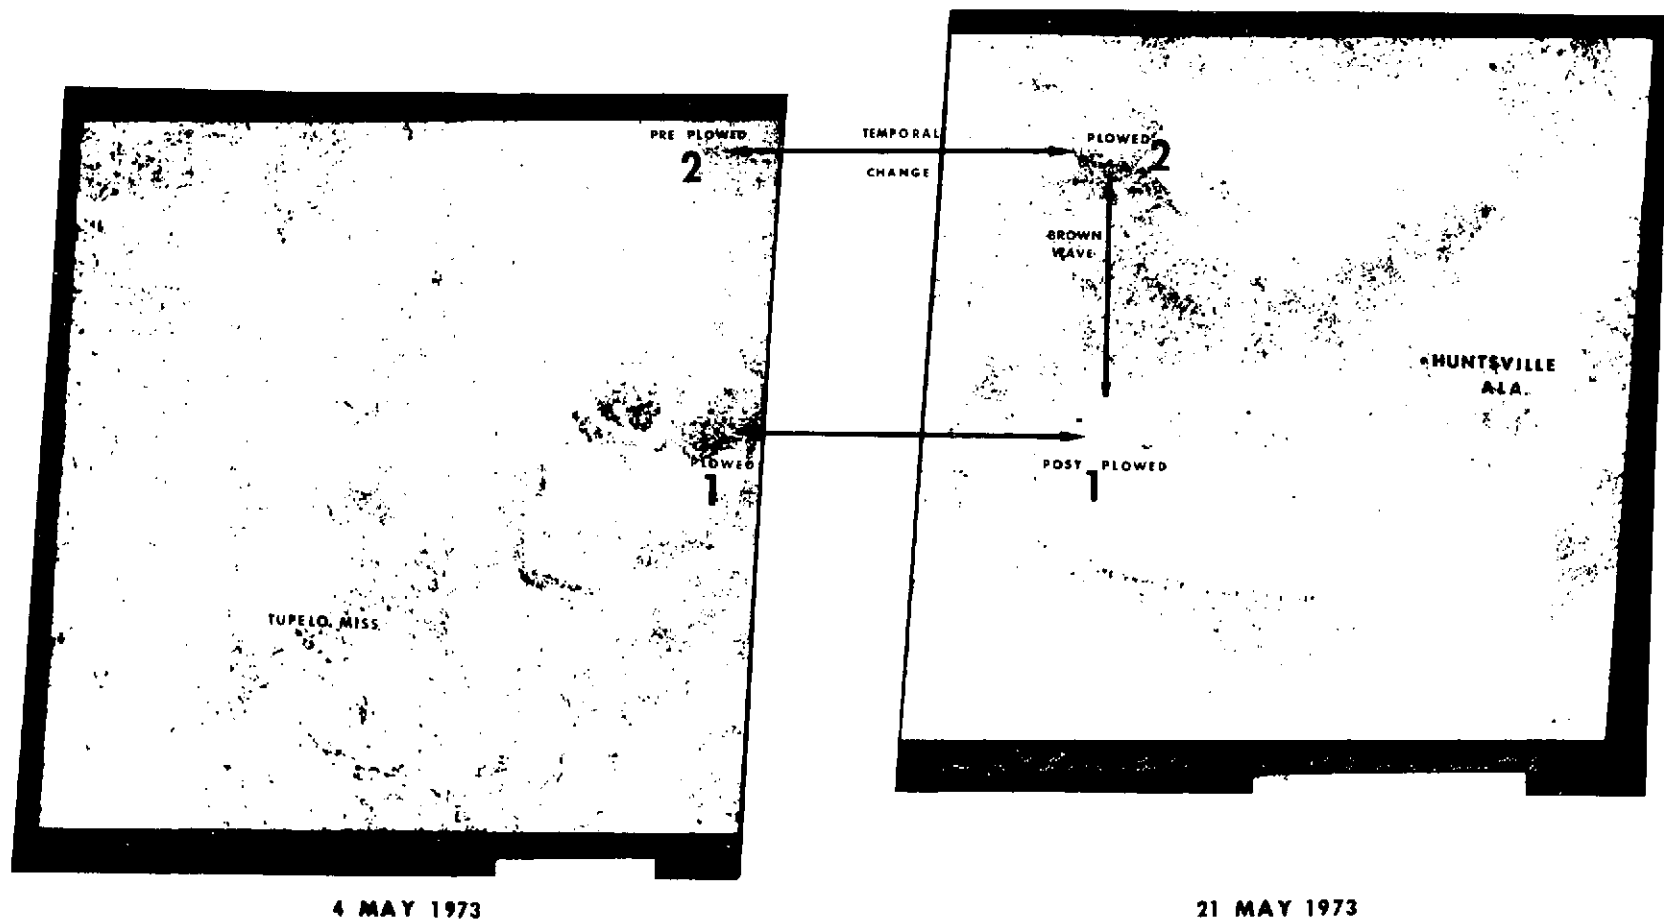 PRE PLOWED
2
TEMPORAL
CHANGE
PLOWED
2
BROWN
WAVE
HUNTSVILLE
ALA.
PLOWED
1
POST PLOWED
1
TUPELO, MISS
4 MAY 1973
21 MAY 1973